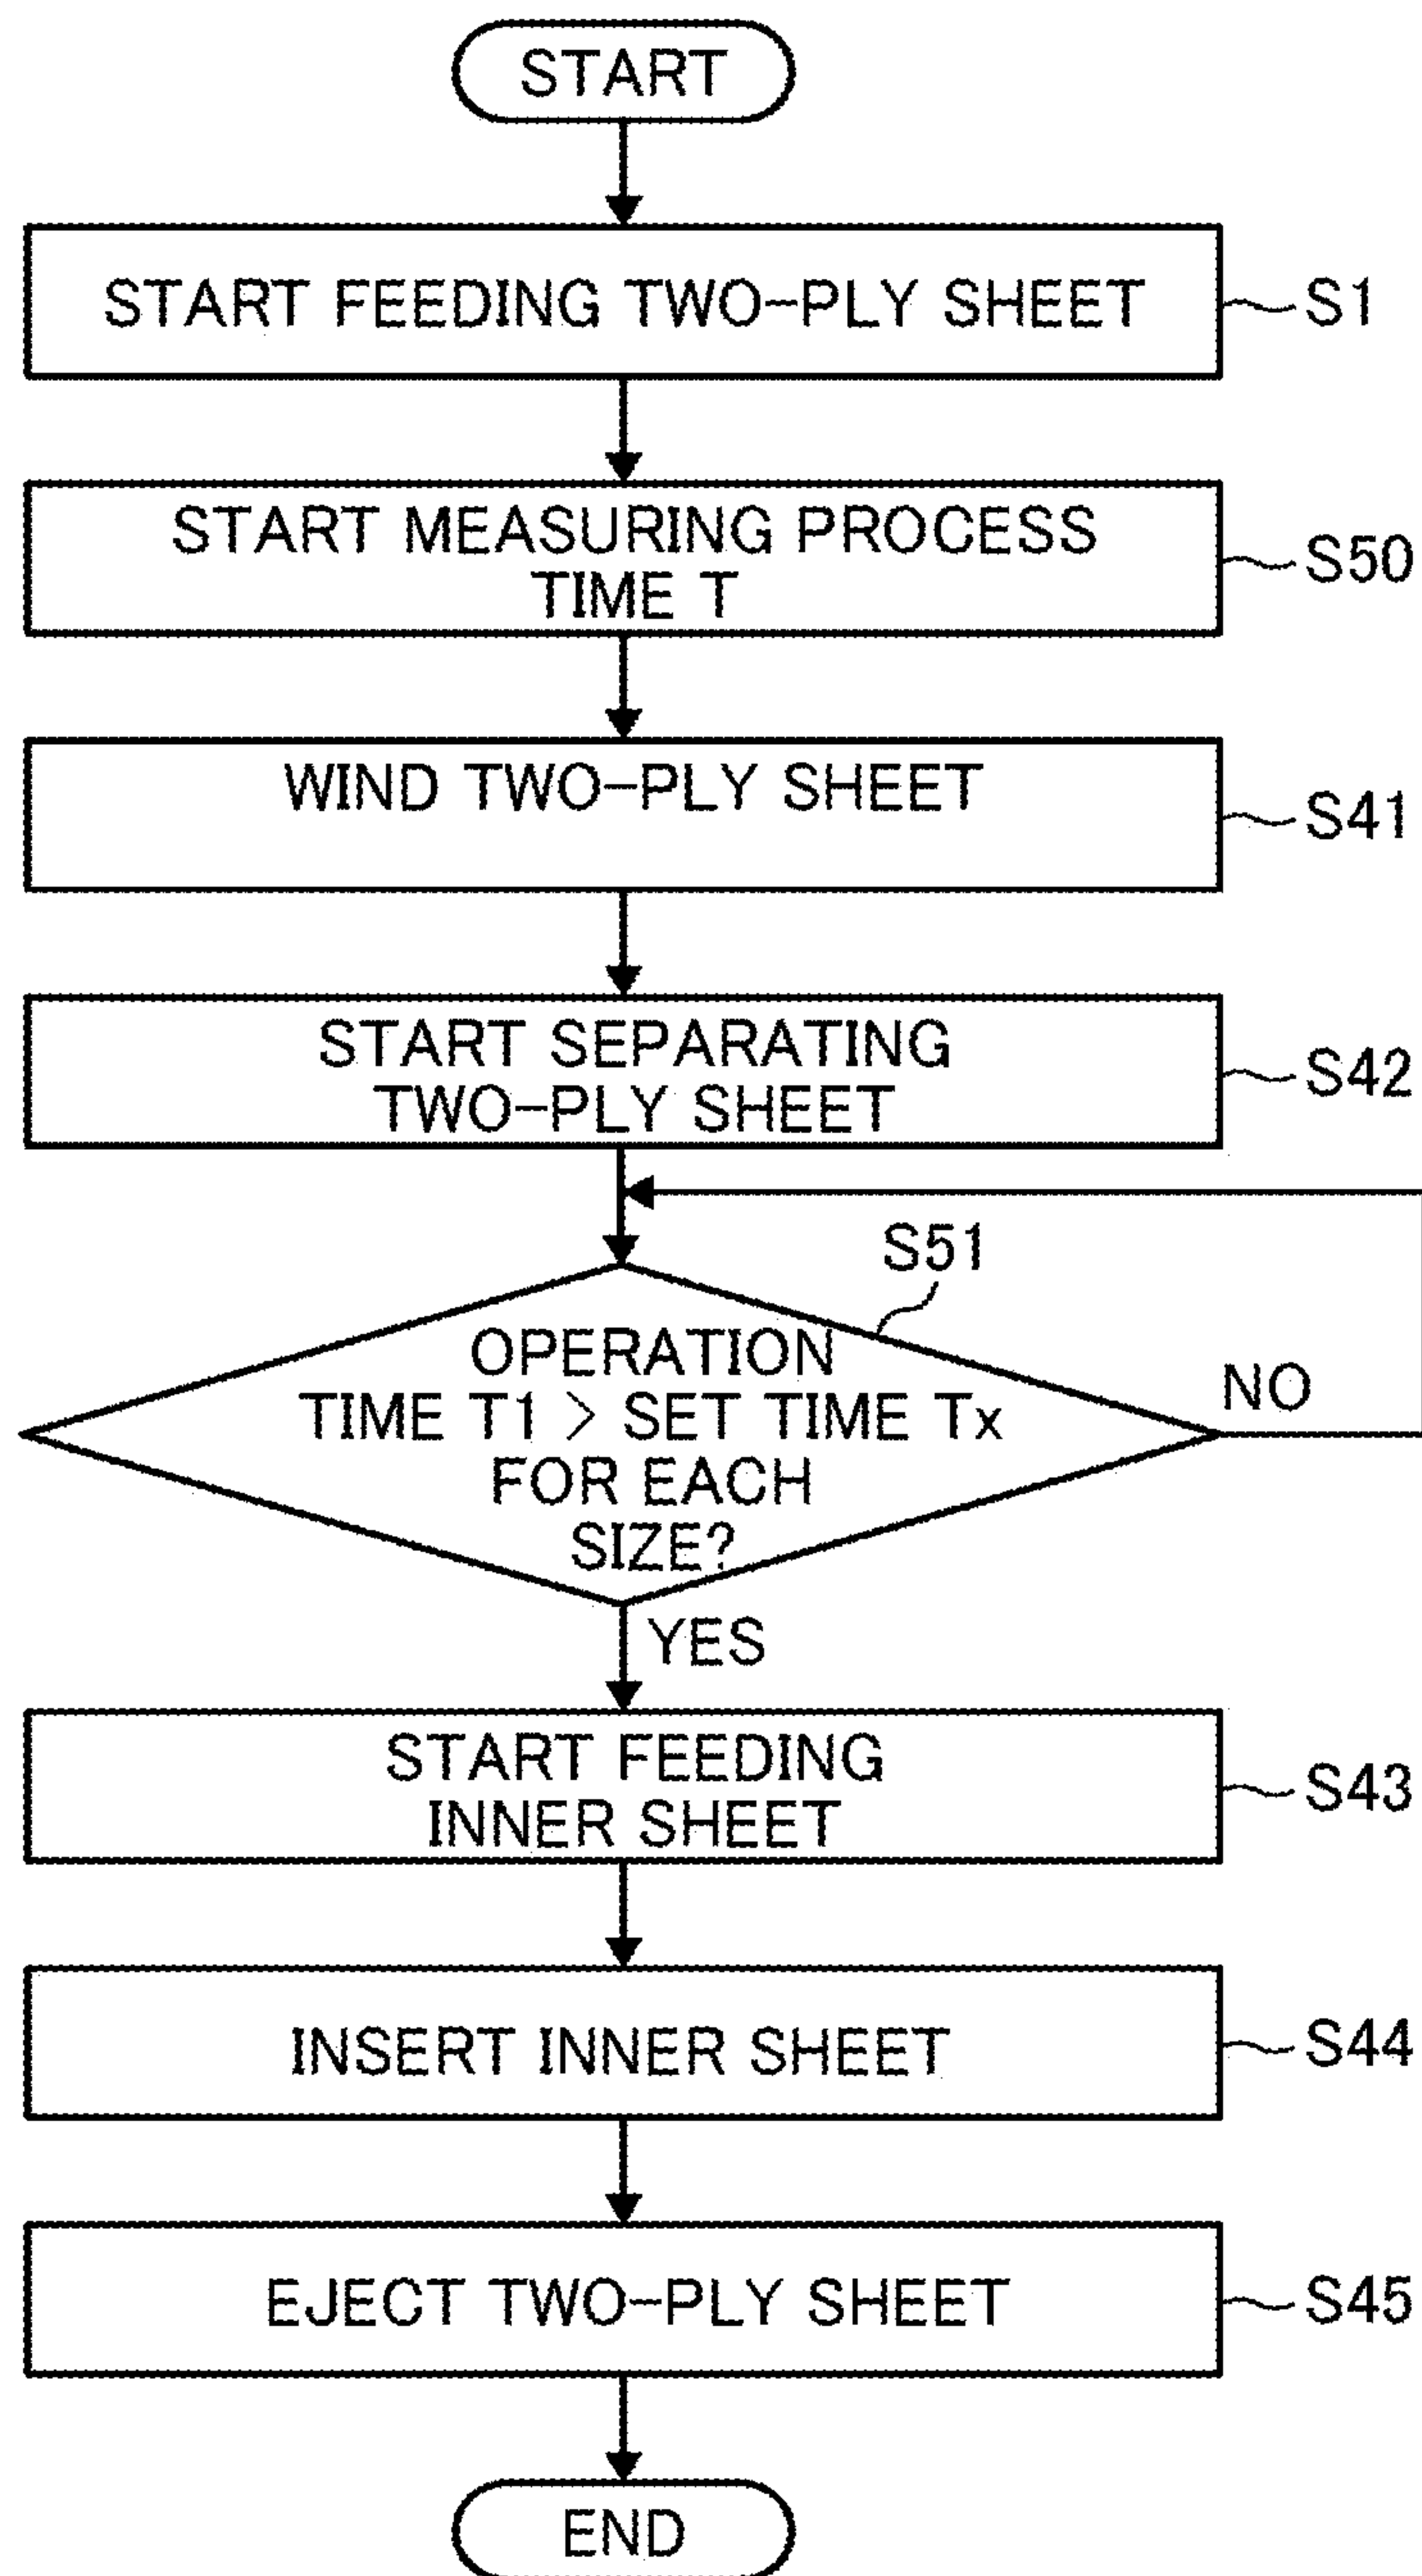 START
START FEEDING TWO-PLY SHEET
S1
START MEASURING PROCESS
TIME T
S50
WIND TWO-PLY SHEET
S41
START SEPARATING
TWO-PLY SHEET
S42
S51
OPERATION
TIME T1 > SET TIME Tx
FOR EACH
SIZE?
NO
YES
START FEEDING
INNER SHEET
S43
INSERT INNER SHEET
S44
EJECT TWO-PLY SHEET
S45
END